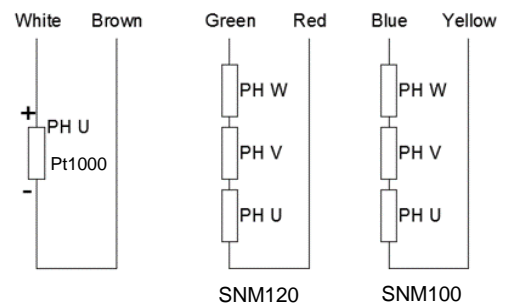 White Brown Green Red Blue Yellow
PH W PH W
+
PH U
PH V PH V
Pt1000
-
PH U PH U
SNM120 SNM100